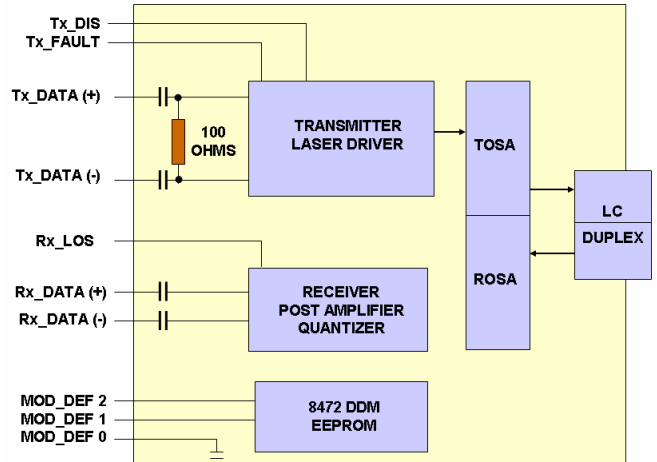 Tx_DIS
Tx_FAULT
Tx_DATA (+)
100
OHMS
Tx_DATA (-)
TRANSMITTER
LASER DRIVER
TOSA
LC
DUPLEX
ROSA
Rx_LOS
Rx_DATA (+)
Rx_DATA (-)
RECEIVER
POST AMPLIFIER
QUANTIZER
MOD_DEF 2
MOD_DEF 1
MOD_DEF 0
8472 DDM
EEPROM